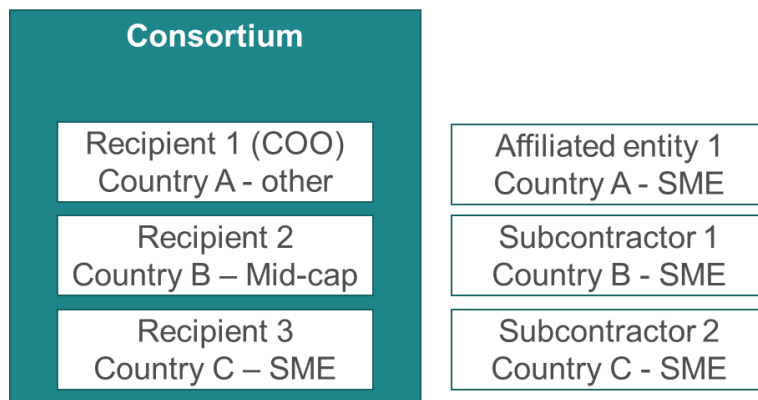 Consortium
Recipient 1 (COO)
Country A - other
Recipient 2
Country B – Mid-cap
Recipient 3
Country C – SME
Affiliated entity 1
Country A - SME
Subcontractor 1
Country B - SME
Subcontractor 2
Country C - SME